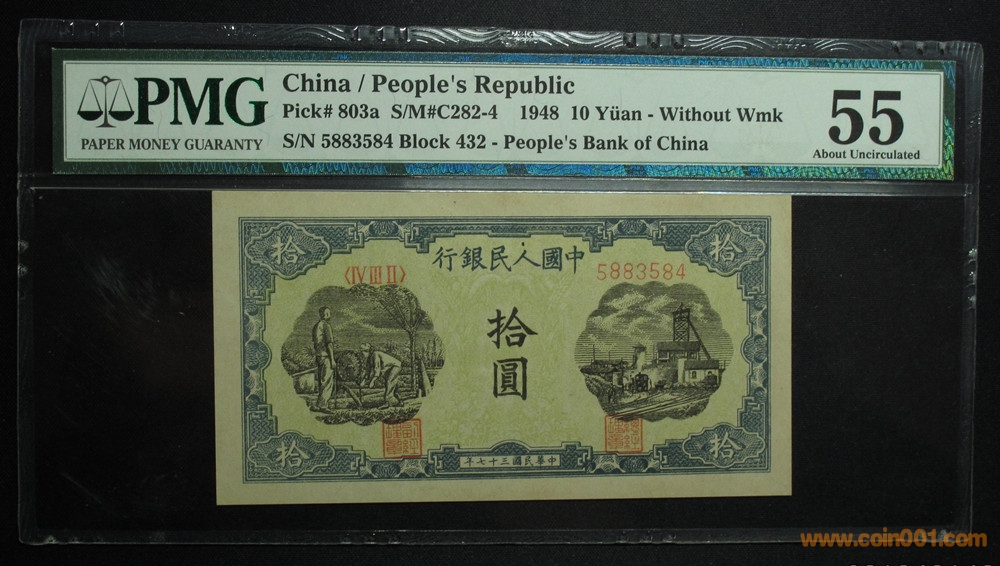 PMG
PAPER MONEY GUARANTY
China / People's Republic
Pick# 803a S/M#C282-4 1948 10 Yüan - Without Wmk
S/N 5883584 Block 432 - People's Bank of China
55
About Uncirculated
拾
拾
中國人民銀行
〈IV III II〉
5883584
拾
圓
拾
拾
中華民國三十七年
www.coin001.com